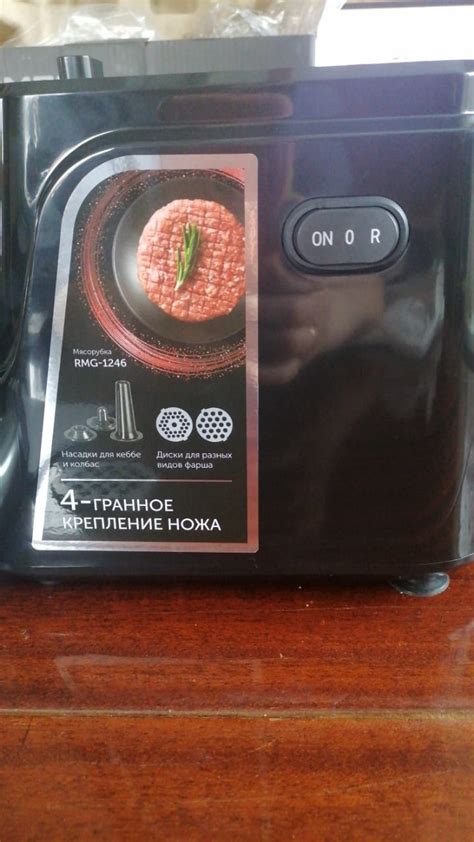 ON 0 R
Мясорубка
RMG-1246
Насадки для кеббе
и колбас
Диски для разных
видов фарша
4-ГРАННОЕ
КРЕПЛЕНИЕ НОЖА